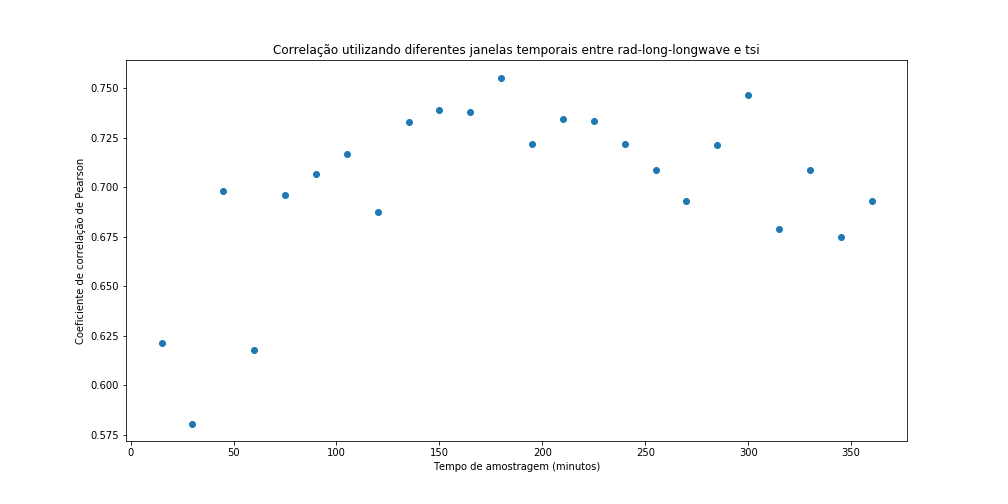 Correlação utilizando diferentes janelas temporais entre rad-long-longwave e tsi
Coeficiente de correlação de Pearson
0.750
0.725
0.700
0.675
0.650
0.625
0.600
0.575
0 50 100 150 200 250 300 350
Tempo de amostragem (minutos)